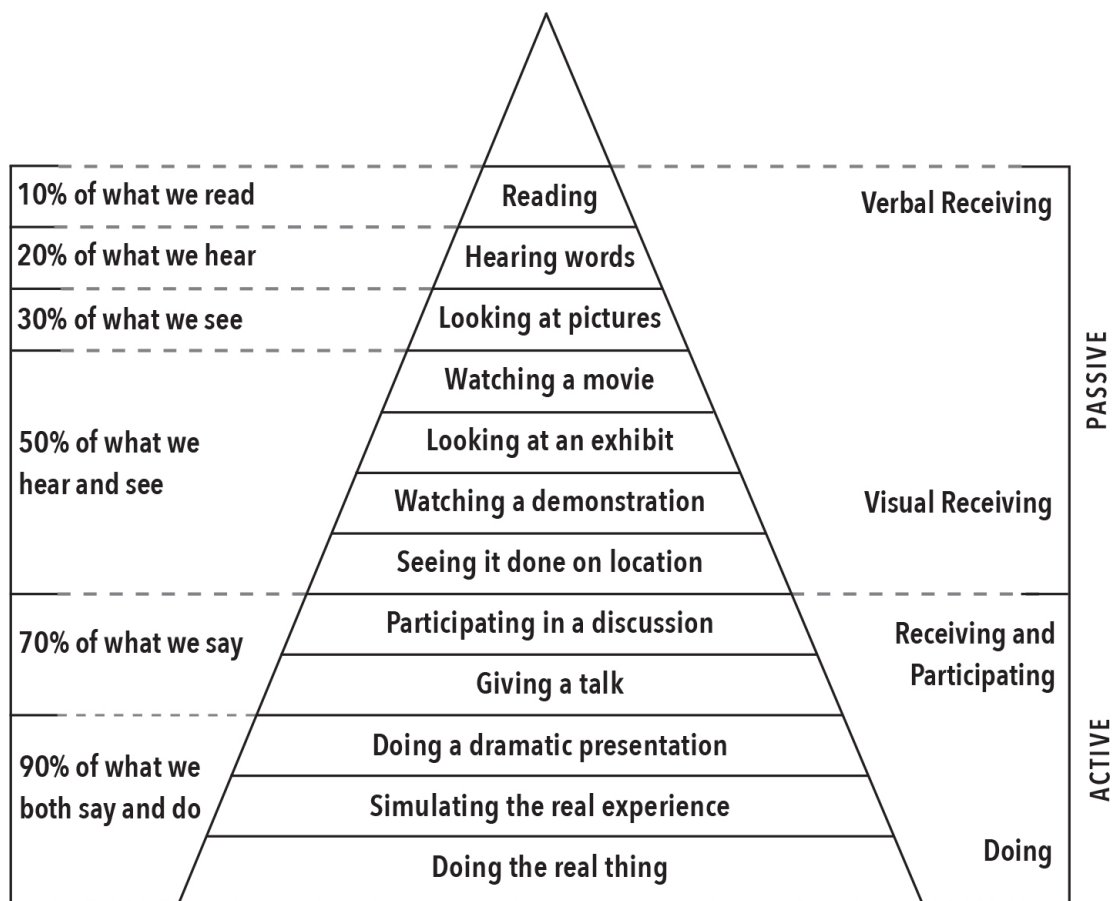 10% of what we read
Reading
Verbal Receiving
20% of what we hear
Hearing words
30% of what we see
Looking at pictures
Watching a movie
50% of what we
hear and see
Looking at an exhibit
Watching a demonstration
Visual Receiving
Seeing it done on location
PASSIVE
70% of what we say
Participating in a discussion
Giving a talk
Receiving and
Participating
90% of what we
both say and do
Doing a dramatic presentation
Simulating the real experience
Doing the real thing
Doing
ACTIVE